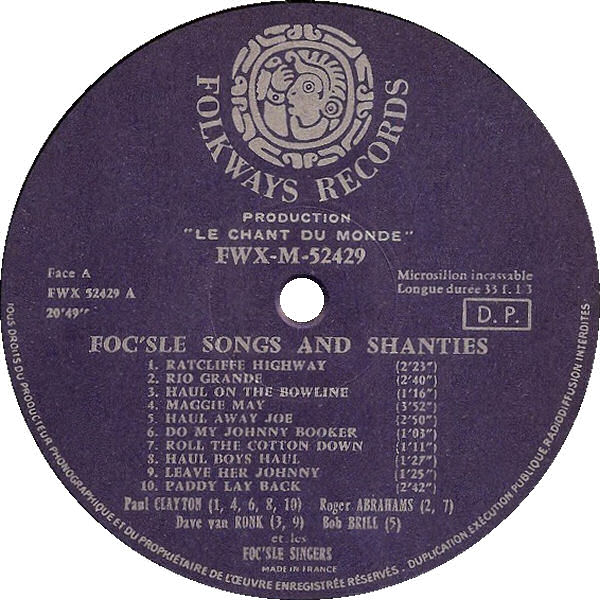 FOLKWAYS RECORDS
PRODUCTION
"LE CHANT DU MONDE"
FWX-M-52429
Face A
FWX 52429 A
20'49"
Microsillon incassable
Longue durée 33 t. 1/3
D. P.
FOC'SLE SONGS AND SHANTIES
1. RATCLIFFE HIGHWAY (2'23")
2. RIO GRANDE (2'40")
3. HAUL ON THE BOWLINE (1'16")
4. MAGGIE MAY (3'52")
5. HAUL AWAY JOE (2'50")
6. DO MY JOHNNY BOOKER (1'03")
7. ROLL THE COTTON DOWN (1'11")
8. HAUL BOYS HAUL (1'27")
9. LEAVE HER JOHNNY (1'25")
10. PADDY LAY BACK (2'42")
Paul CLAYTON (1, 4, 6, 8, 10) Roger ABRAHAMS (2, 7)
Dave van RONK (3, 9) Bob BRILL (5)
et les
FOC'SLE SINGERS
MADE IN FRANCE
TOUS DROITS DU PRODUCTEUR PHONOGRAPHIQUE ET DU PROPRIÉTAIRE DE L'ŒUVRE ENREGISTRÉE RÉSERVÉS - DUPLICATION EXÉCUTION PUBLIQUE, RADIODIFFUSION INTERDITES